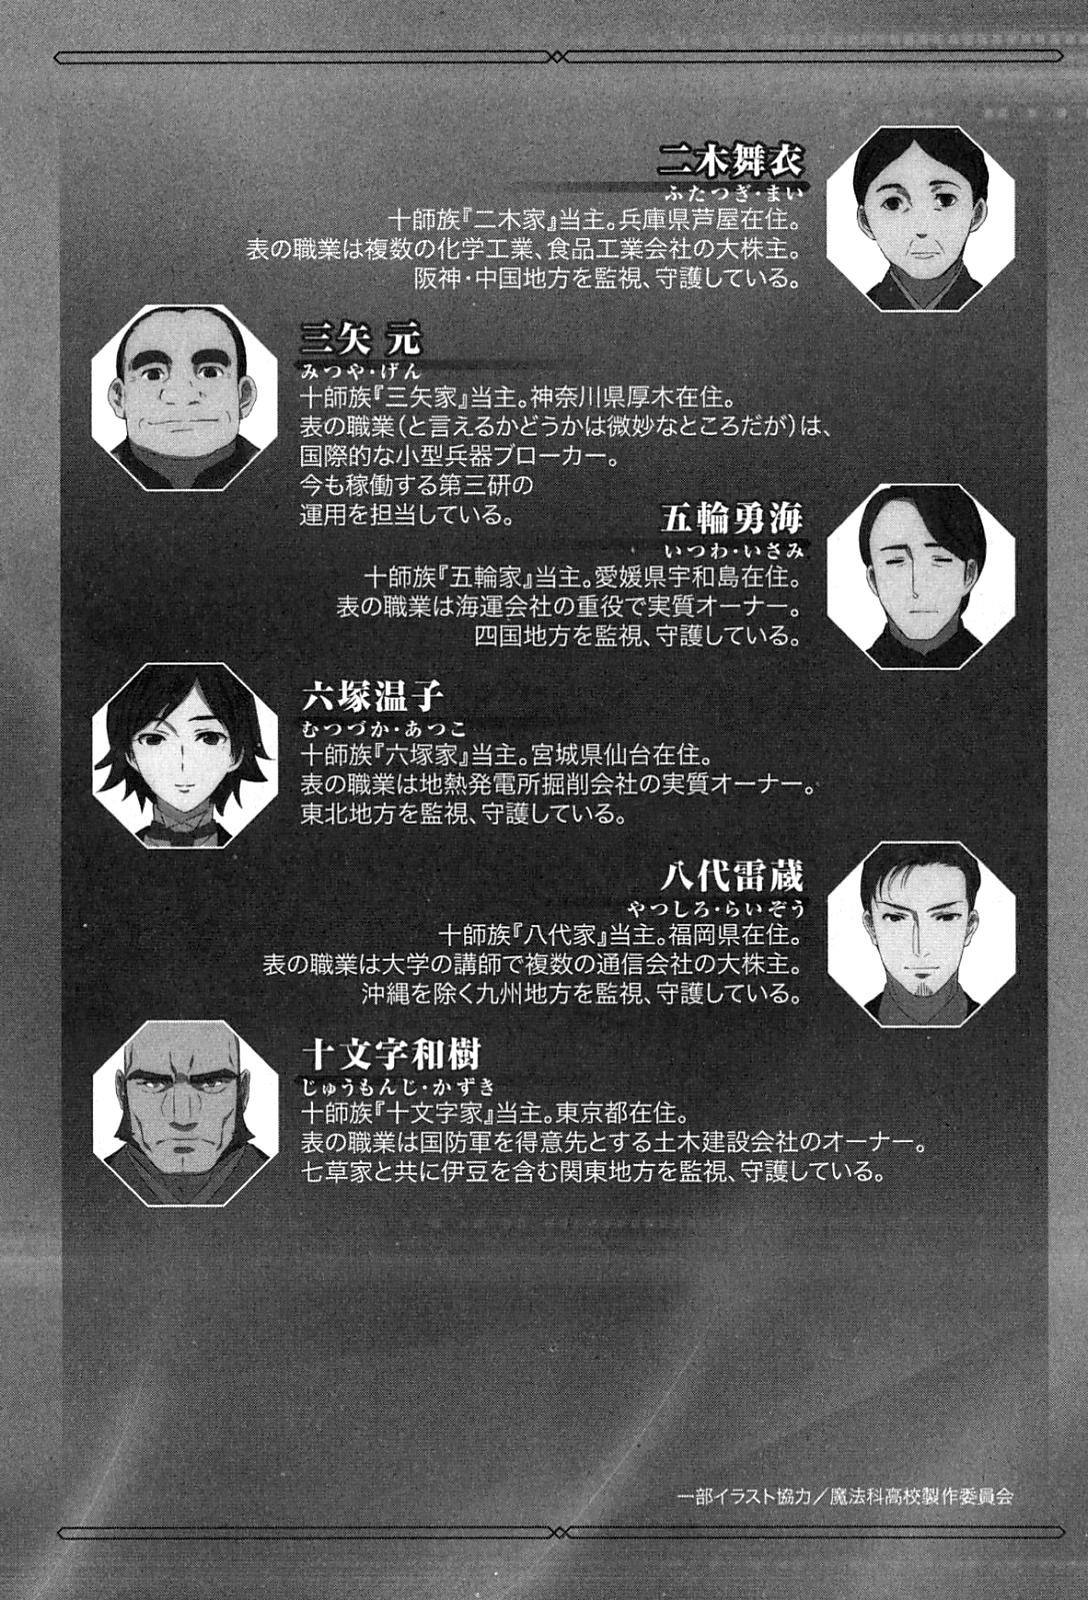 二木舞衣
ふたつぎ・まい
十師族『二木家』当主。兵庫県芦屋在住。
表の職業は複数の化学工業、食品工業会社の大株主。
阪神・中国地方を監視、守護している。
三矢 元
みつや・げん
十師族『三矢家』当主。神奈川県厚木在住。
表の職業（と言えるかどうかは微妙なところだが）は、
国際的な小型兵器ブローカー。
今も稼働する第三研の
運用を担当している。
五輪勇海
いつわ・いさみ
十師族『五輪家』当主。愛媛県宇和島在住。
表の職業は海運会社の重役で実質オーナー。
四国地方を監視、守護している。
六塚温子
むつづか・あつこ
十師族『六塚家』当主。宮城県仙台在住。
表の職業は地熱発電所掘削会社の実質オーナー。
東北地方を監視、守護している。
八代雷蔵
やつしろ・らいぞう
十師族『八代家』当主。福岡県在住。
表の職業は大学の講師で複数の通信会社の大株主。
沖縄を除く九州地方を監視、守護している。
十文字和樹
じゅうもんじ・かずき
十師族『十文字家』当主。東京都在住。
表の職業は国防軍を得意先とする土木建設会社のオーナー。
七草家と共に伊豆を含む関東地方を監視、守護している。
一部イラスト協力／魔法科高校製作委員会